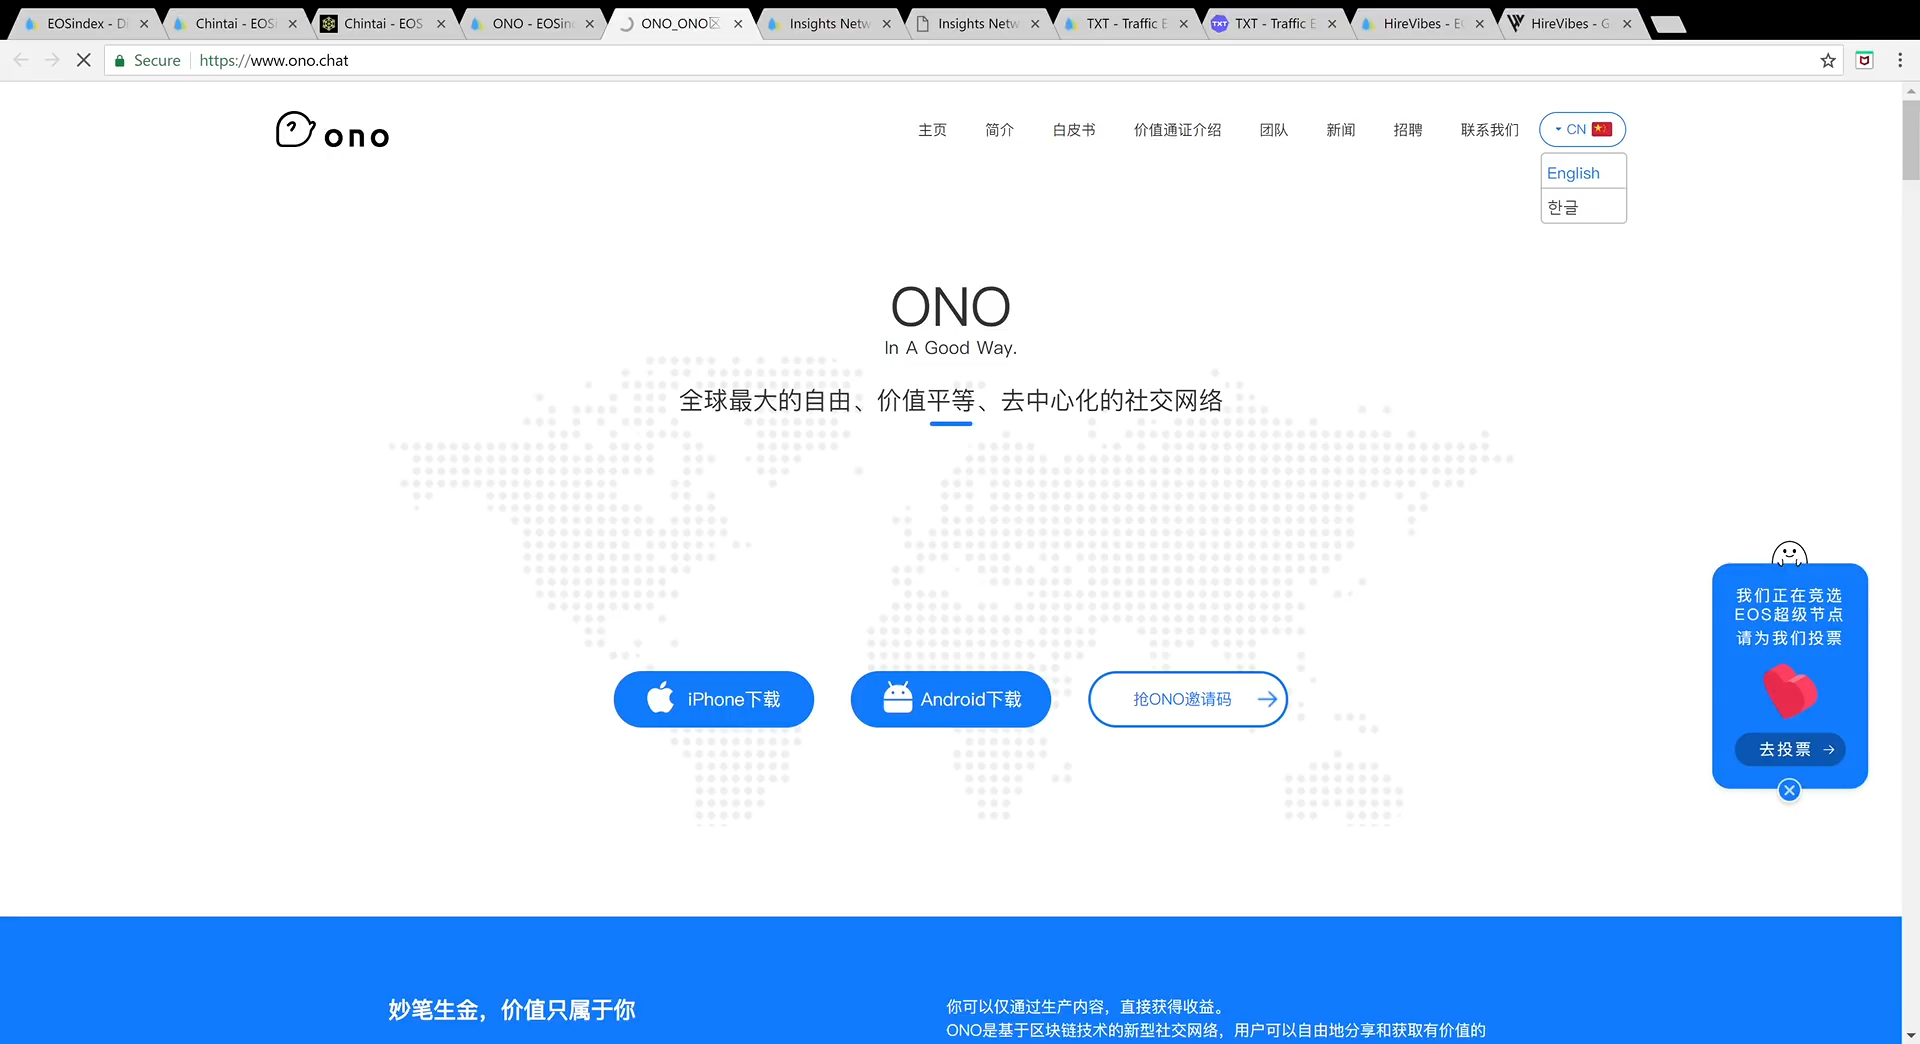 EOSindex - D
Chintai - EOS
Chintai - EOS
ONO - EOSin
ONO_ONO
Insights Netw
Insights Netw
TXT - Traffic E
TXT
TXT - Traffic E
HireVibes - EO
HireVibes - G
Secure
https://www.ono.chat
ono
主页
简介
白皮书
价值通证介绍
团队
新闻
招聘
联系我们
CN
English
한글
ONO
In A Good Way.
全球最大的自由、价值平等、去中心化的社交网络
iPhone下载
Android下载
抢ONO邀请码
我们正在竞选
EOS超级节点
请为我们投票
去投票
妙笔生金，价值只属于你
你可以仅通过生产内容，直接获得收益。
ONO是基于区块链技术的新型社交网络，用户可以自由地分享和获取有价值的